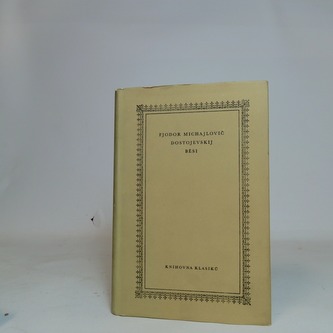 FJODOR MICHAJLOVIČ
DOSTOJEVSKIJ
BĚSI
KNIHOVNA KLASIKŮ